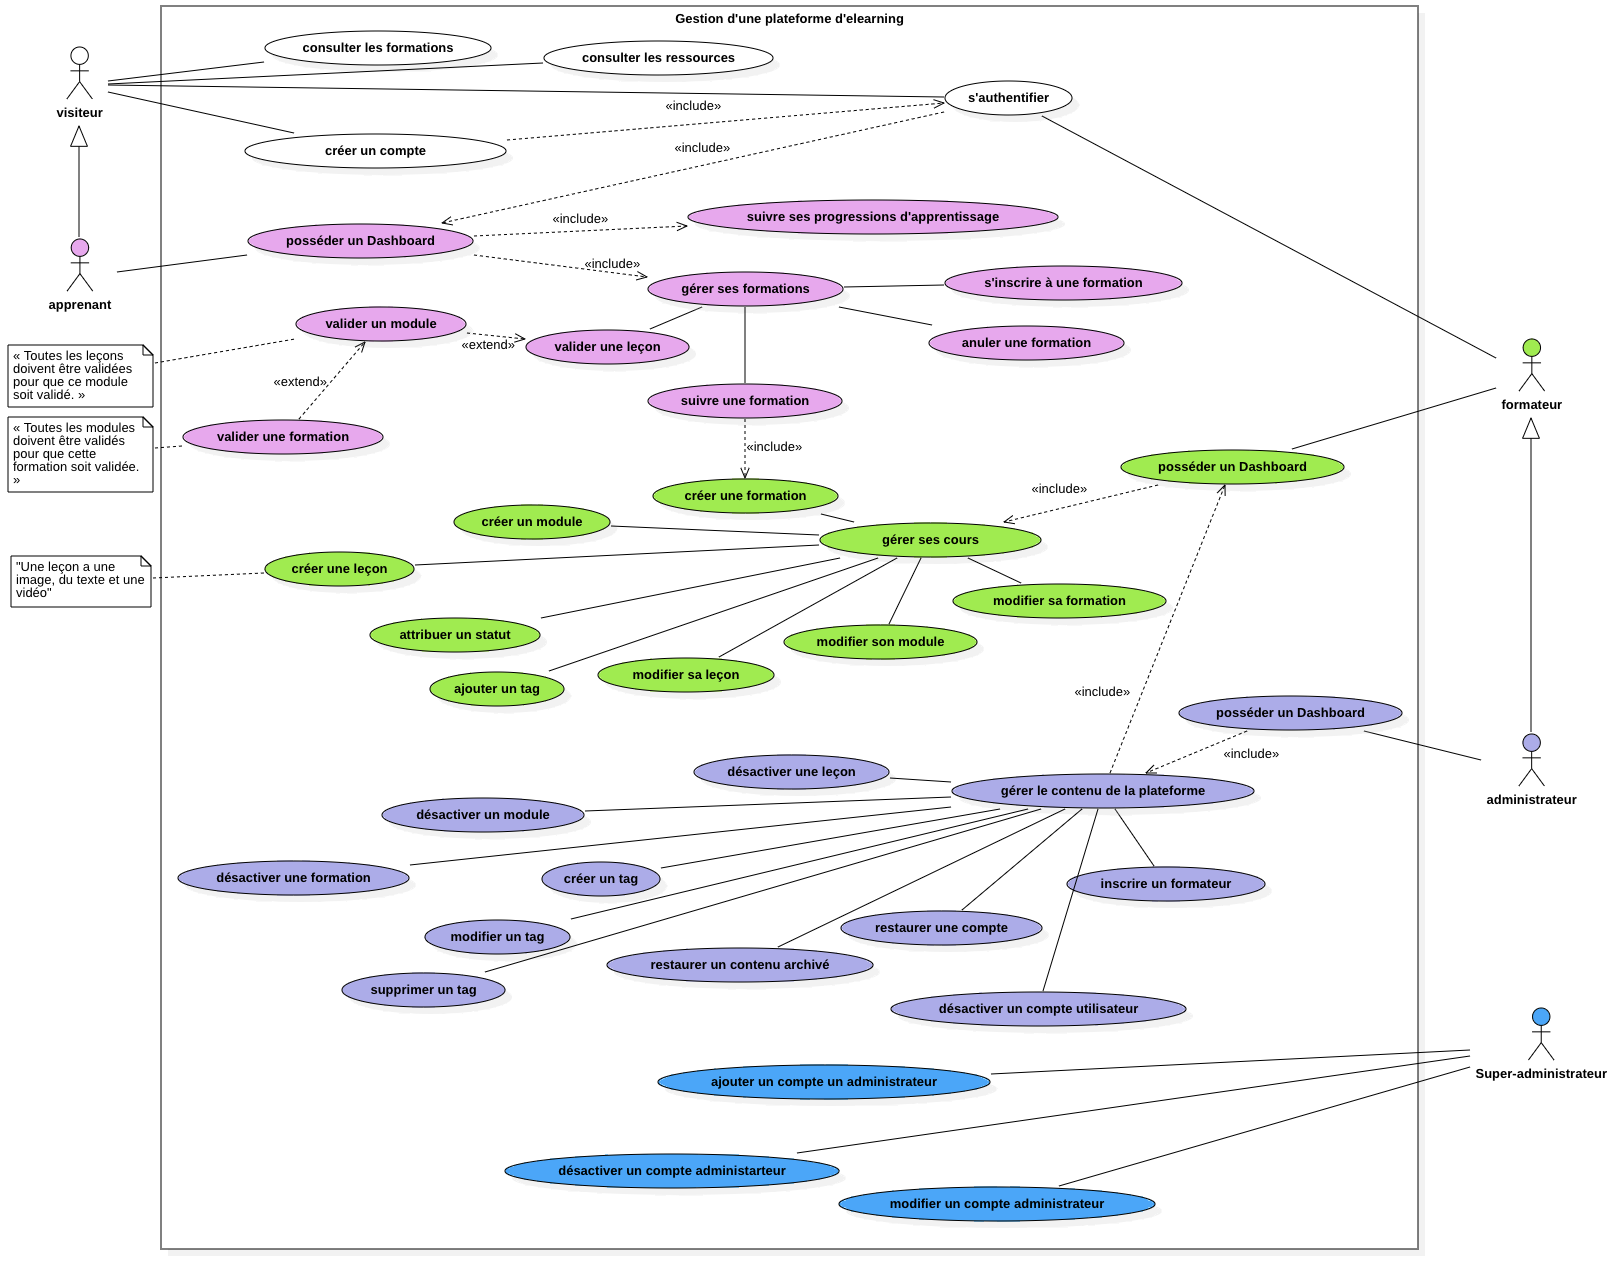 Gestion d'une plateforme d'elearning
consulter les formations
consulter les ressources
visiteur
s'authentifier
«include»
créer un compte
«include»
suivre ses progressions d'apprentissage
«include»
posséder un Dashboard
«include»
apprenant
gérer ses formations
s'inscrire à une formation
valider un module
«extend»
valider une leçon
anuler une formation
« Toutes les leçons
doivent être validées
pour que ce module
soit validé. »
«extend»
suivre une formation
formateur
« Toutes les modules
doivent être validés
pour que cette
formation soit validée.
»
valider une formation
«include»
posséder un Dashboard
«include»
créer une formation
créer un module
gérer ses cours
"Une leçon a une
image, du texte et une
vidéo"
créer une leçon
modifier sa formation
attribuer un statut
modifier son module
modifier sa leçon
ajouter un tag
«include»
posséder un Dashboard
«include»
désactiver une leçon
gérer le contenu de la plateforme
administrateur
désactiver un module
désactiver une formation
créer un tag
inscrire un formateur
restaurer une compte
modifier un tag
restaurer un contenu archivé
supprimer un tag
désactiver un compte utilisateur
Super-administrateur
ajouter un compte un administrateur
désactiver un compte administarteur
modifier un compte administrateur